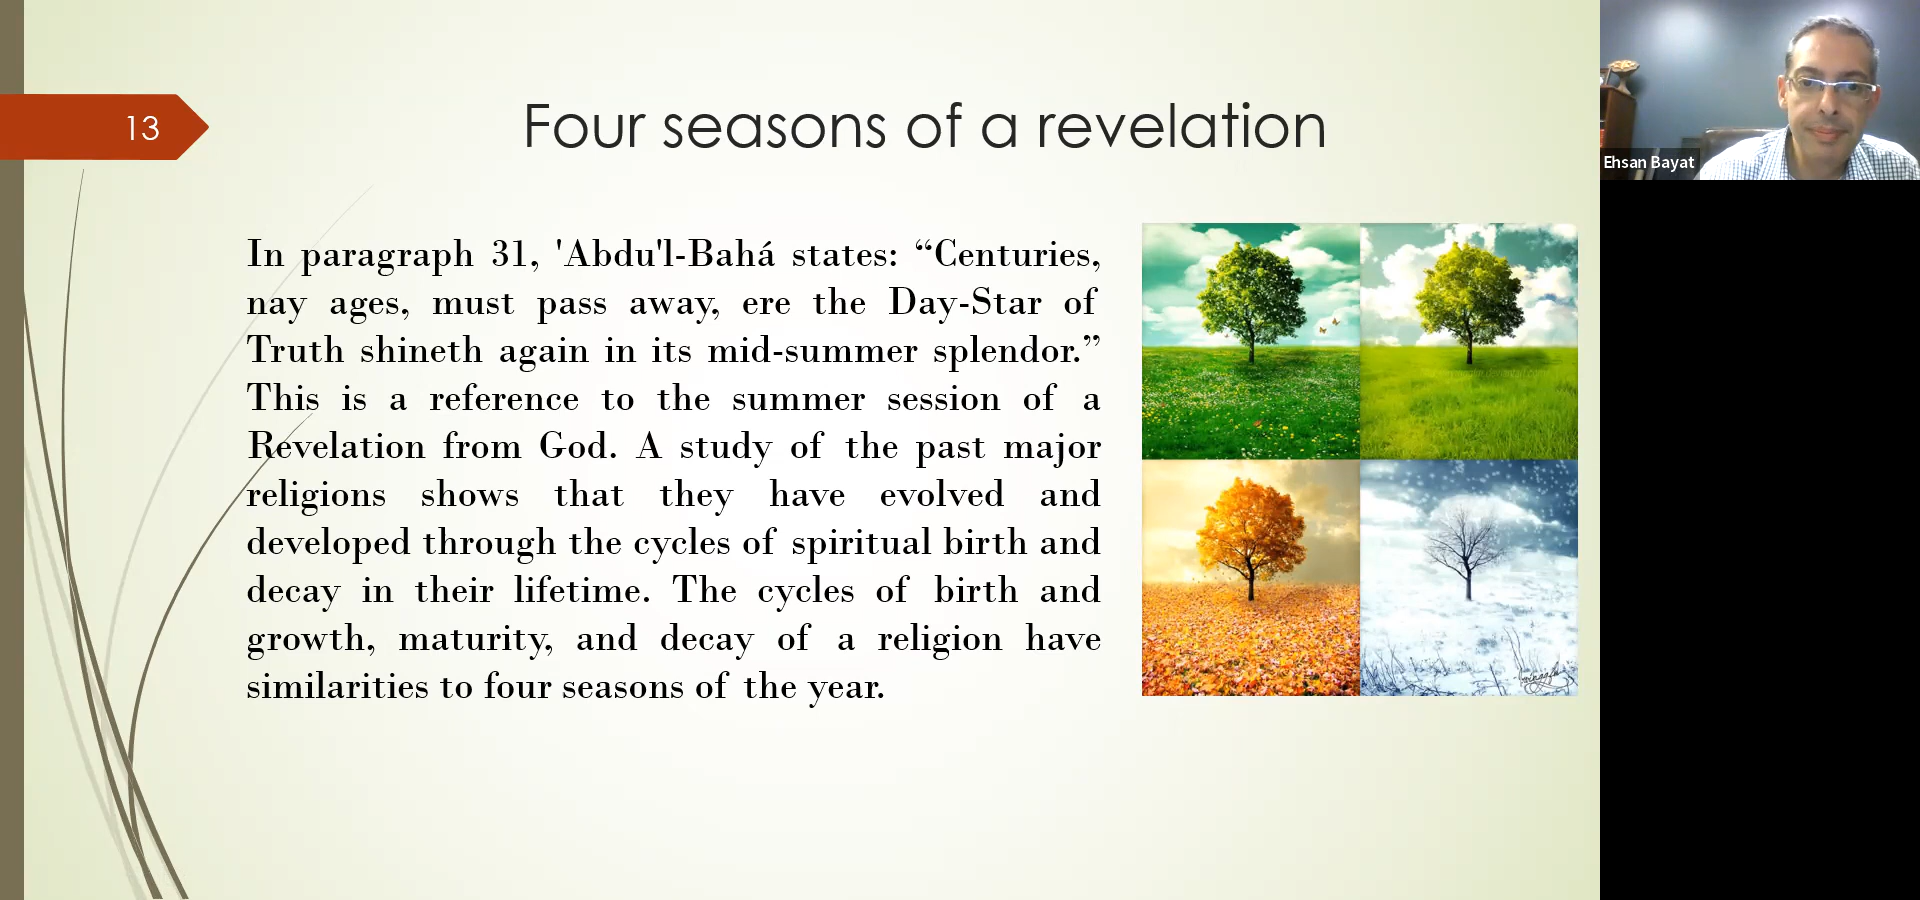 13
Four seasons of a revelation
In paragraph 31, 'Abdu'l-Bahá states: “Centuries,
nay ages, must pass away, ere the Day-Star of
Truth shineth again in its mid-summer splendor.”
This is a reference to the summer session of a
Revelation from God. A study of the past major
religions shows that they have evolved and
developed through the cycles of spiritual birth and
decay in their lifetime. The cycles of birth and
growth, maturity, and decay of a religion have
similarities to four seasons of the year.
Ehsan Bayat